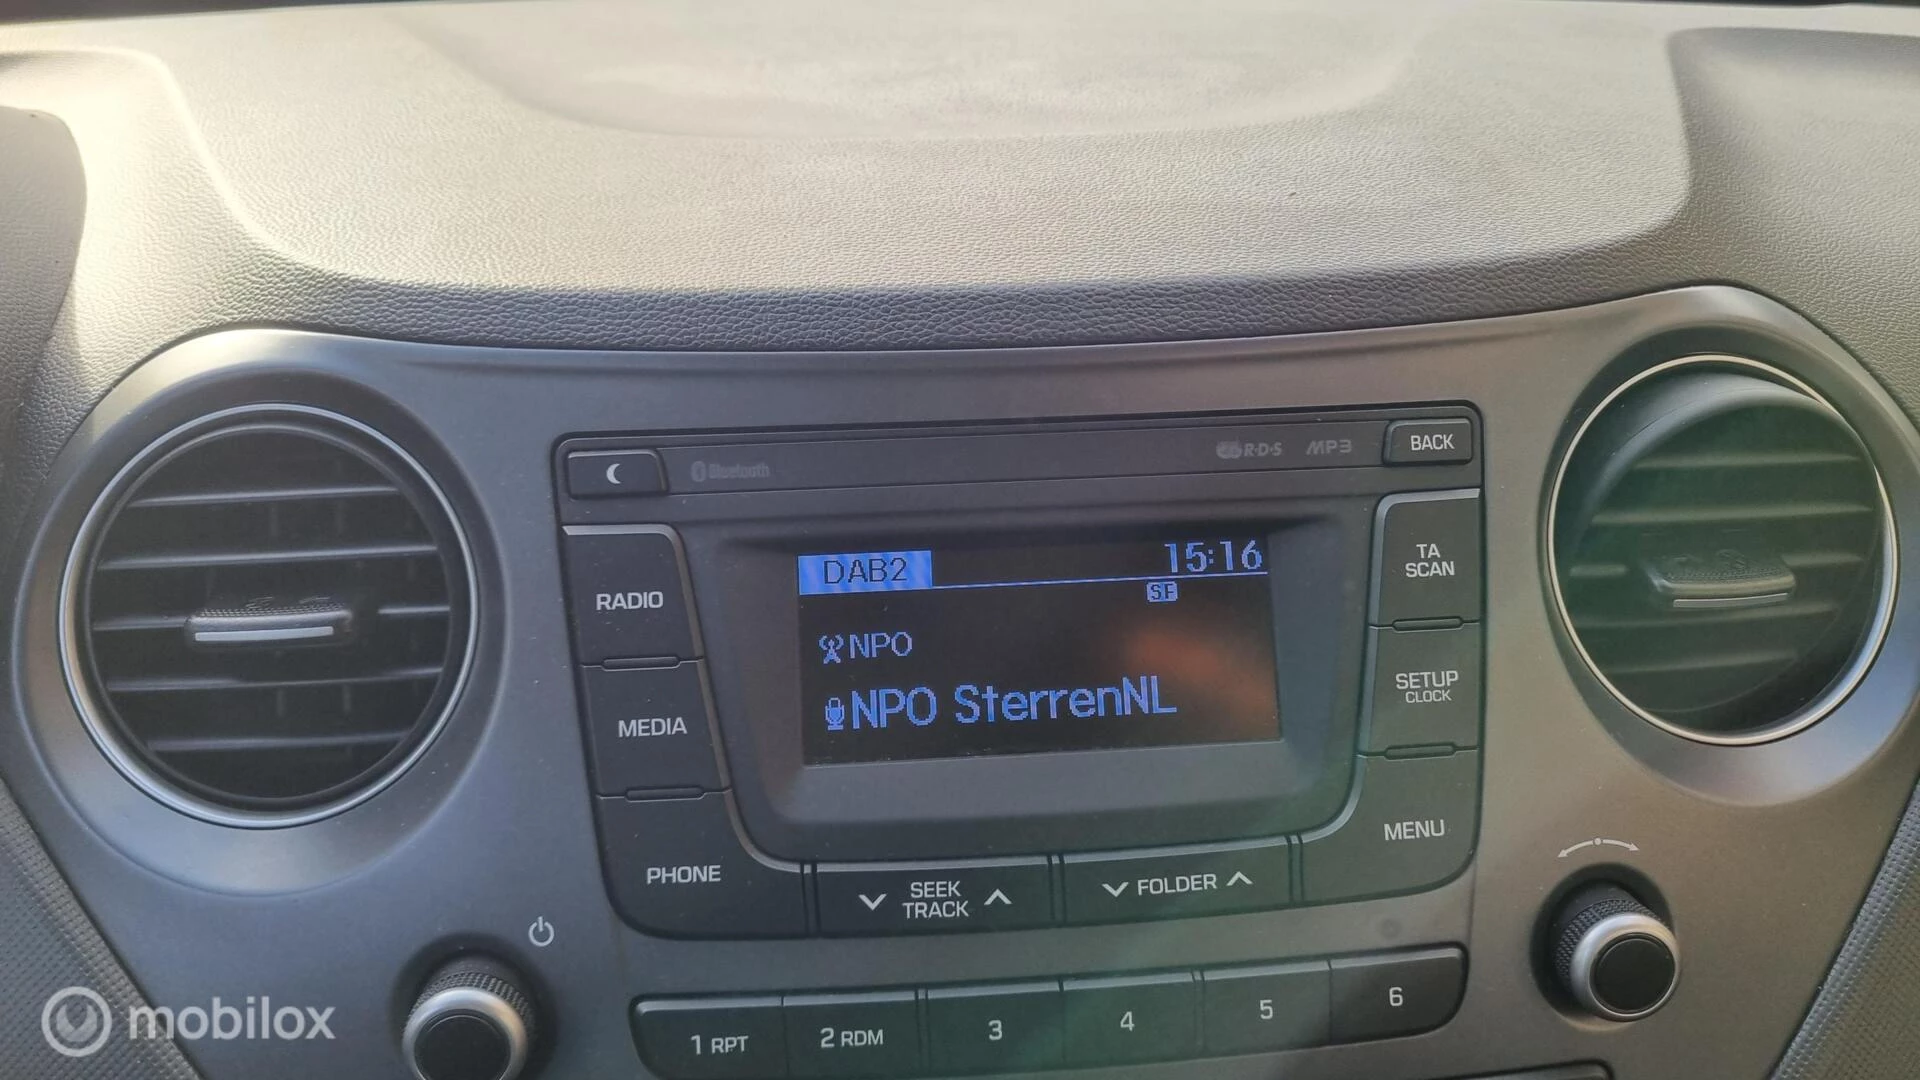 BACK
Bluetooth
R·D·S MP3
RADIO
MEDIA
PHONE
DAB2 15:16
SF
NPO
NPO SterrenNL
TA
SCAN
SETUP
CLOCK
MENU
SEEK
TRACK
FOLDER
1 RPT
2 RDM
3
4
5
6
mobilox